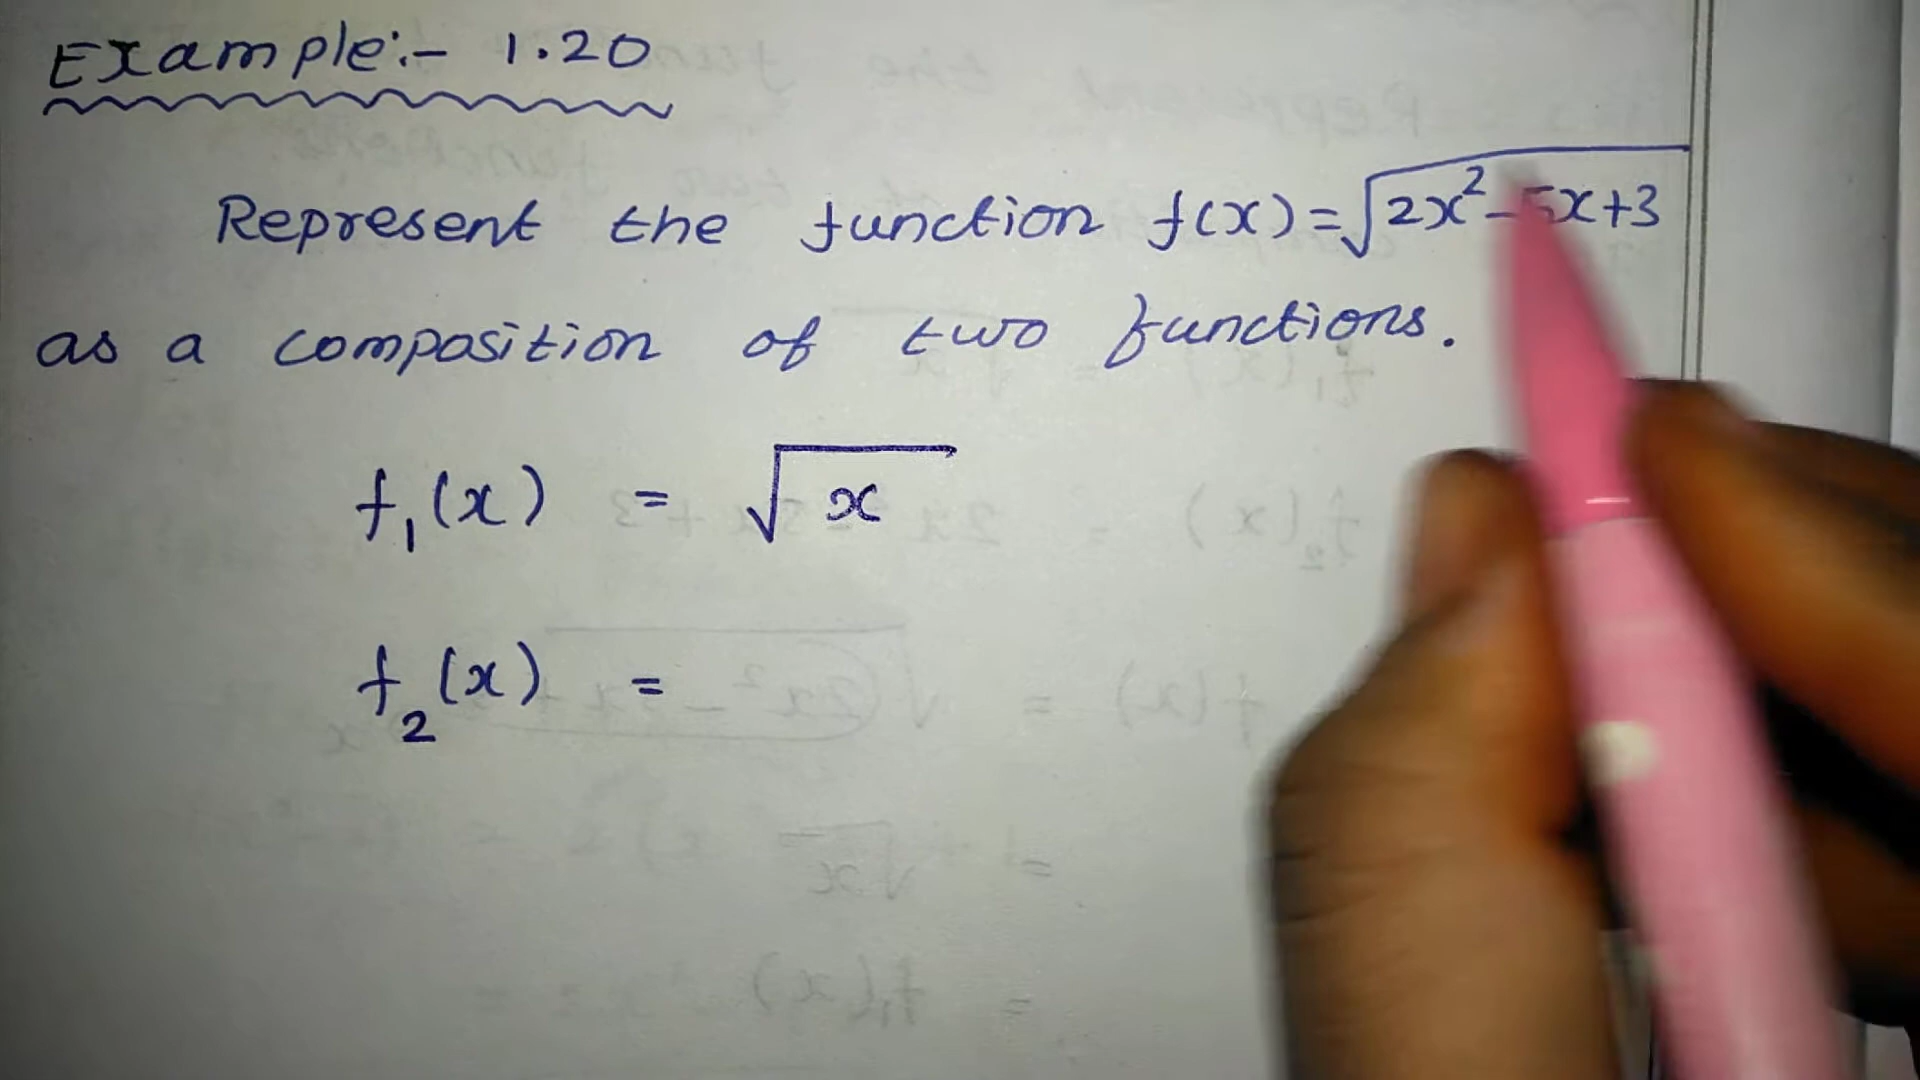 Example:- 1.20
Represent the function f(x)=√2x²-5x+3
as a composition of two functions.
f₁(x) = √x
f₂(x) =